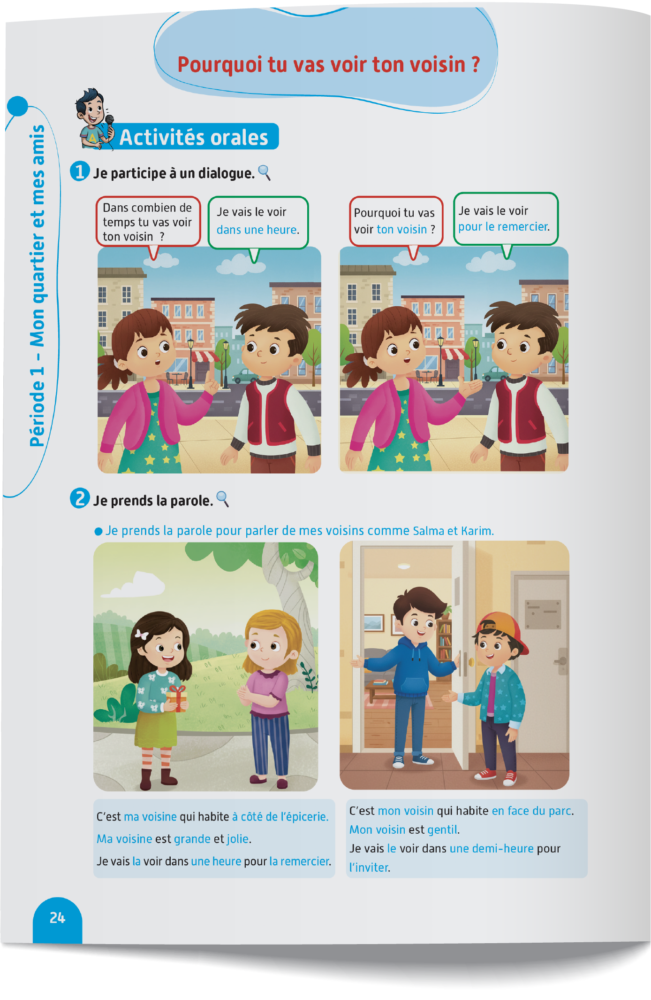 Pourquoi tu vas voir ton voisin ?
Période 1 - Mon quartier et mes amis
A
Activités orales
1 Je participe à un dialogue.
Dans combien de
temps tu vas voir
ton voisin ?
Je vais le voir
dans une heure.
Pourquoi tu vas
voir ton voisin ?
Je vais le voir
pour le remercier.
2 Je prends la parole.
● Je prends la parole pour parler de mes voisins comme Salma et Karim.
C'est ma voisine qui habite à côté de l'épicerie.
Ma voisine est grande et jolie.
Je vais la voir dans une heure pour la remercier.
C'est mon voisin qui habite en face du parc.
Mon voisin est gentil.
Je vais le voir dans une demi-heure pour
l'inviter.
24